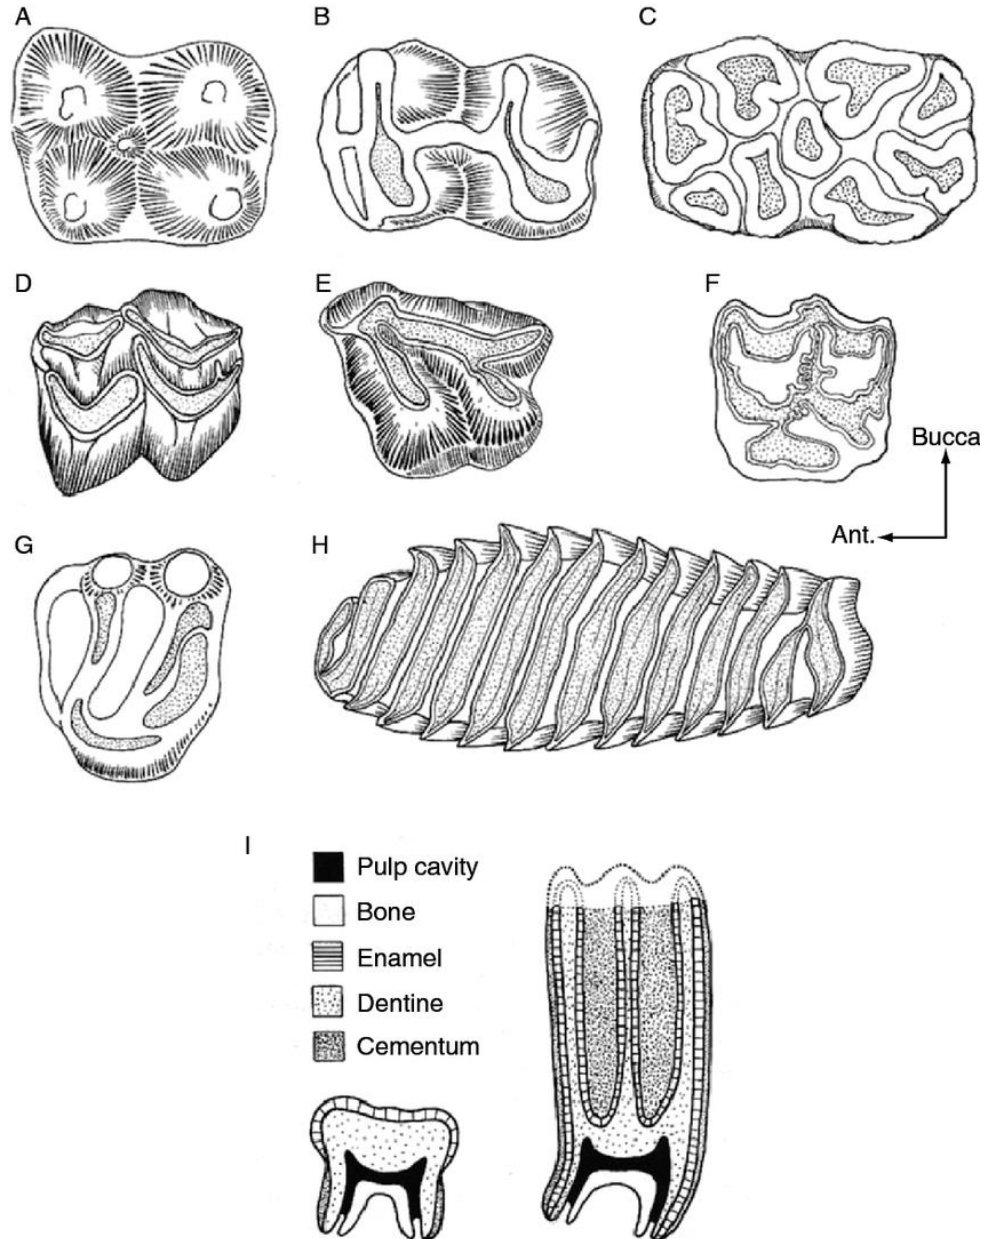 A
B
C
D
E
F
Bucca
Ant.
G
H
I
Pulp cavity
Bone
Enamel
Dentine
Cementum